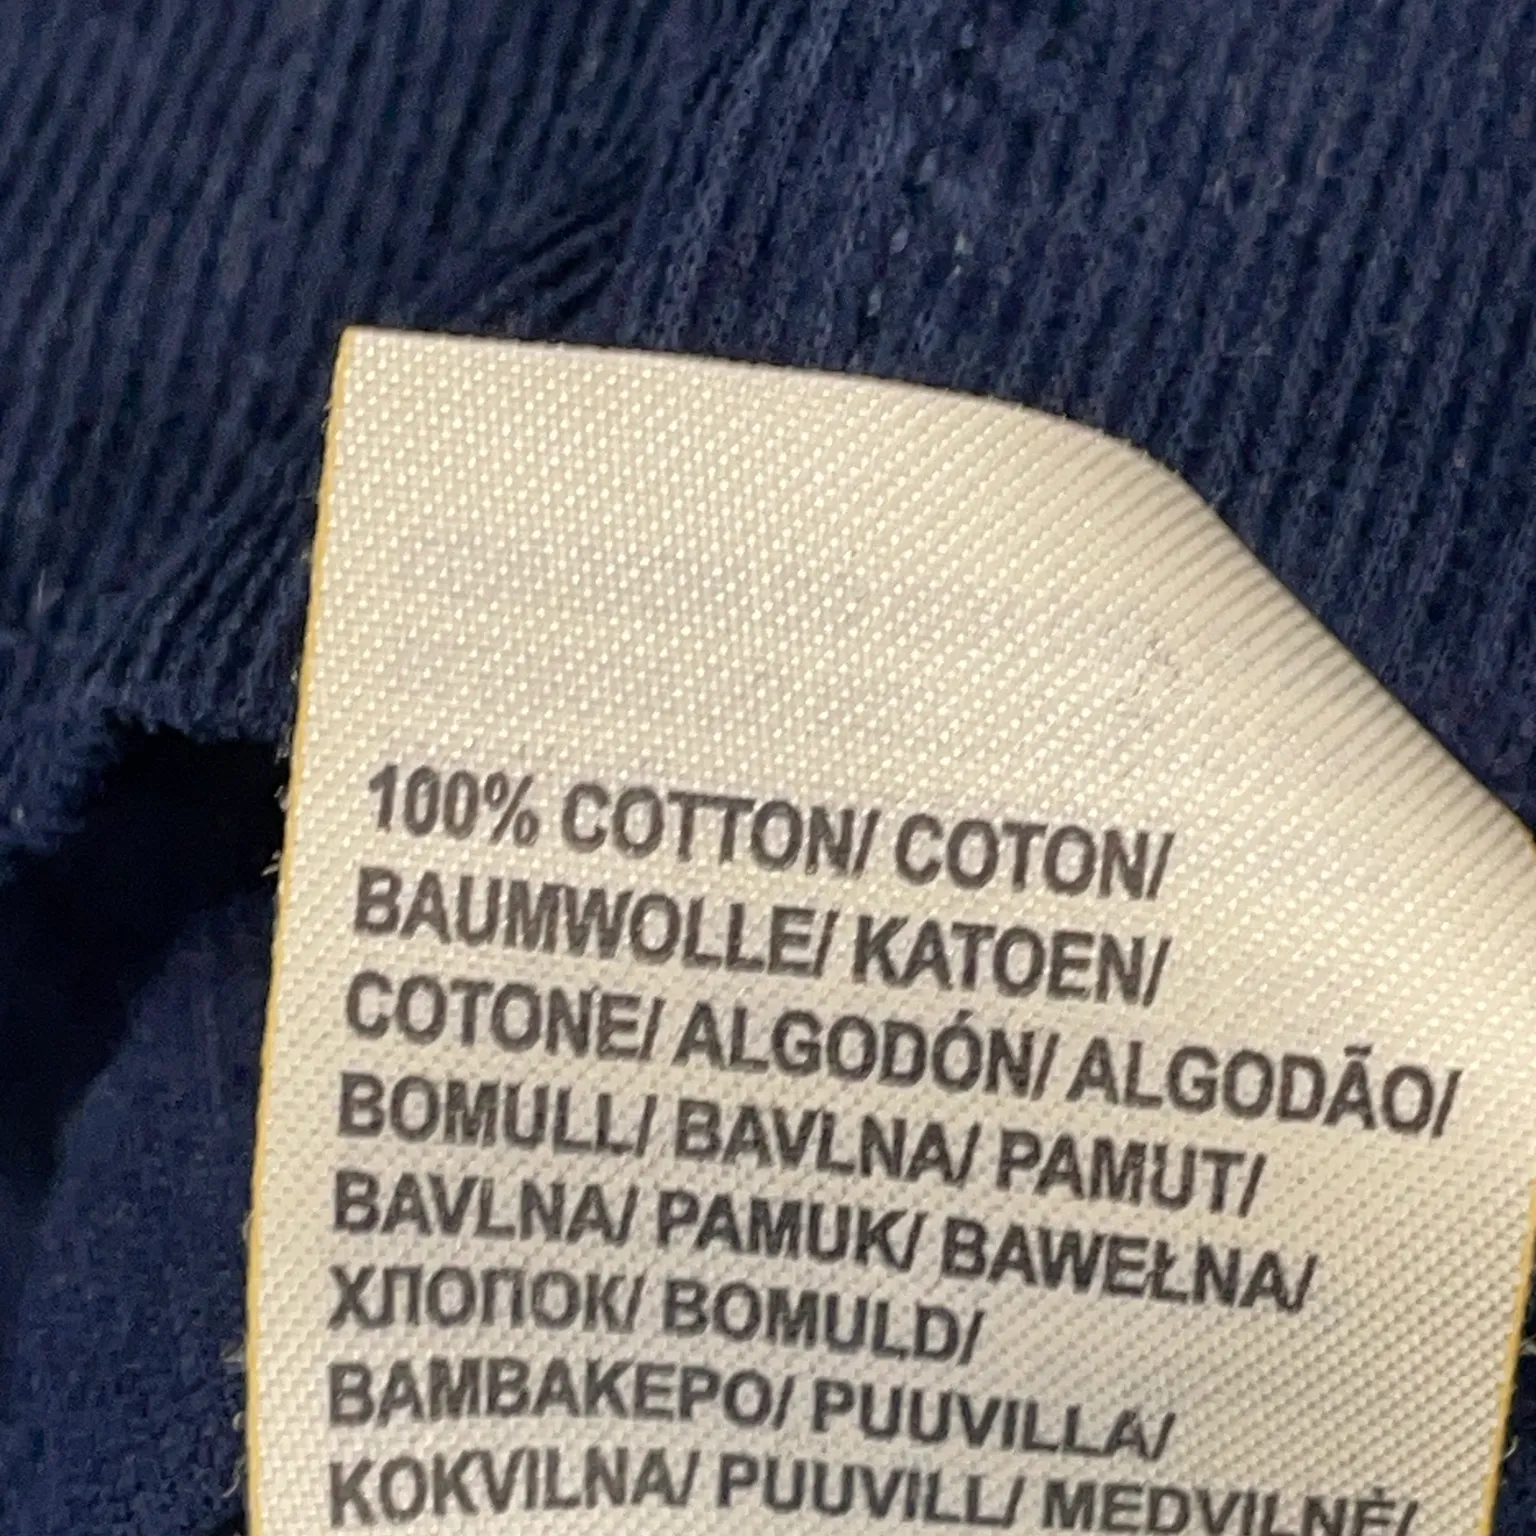 100% COTTON/ COTON/
BAUMWOLLE/ KATOEN/
COTONE/ ALGODÓN/ ALGODÃO/
BOMULL/ BAVLNA/ PAMUT/
BAVLNA/ PAMUK/ BAWEŁNA/
ХЛОПОК/ BOMULD/
ΒΑΜΒΑΚΕΡΟ/ PUUVILLA/
KOKVILNA/ PUUVILL/ MEDVILNĖ/